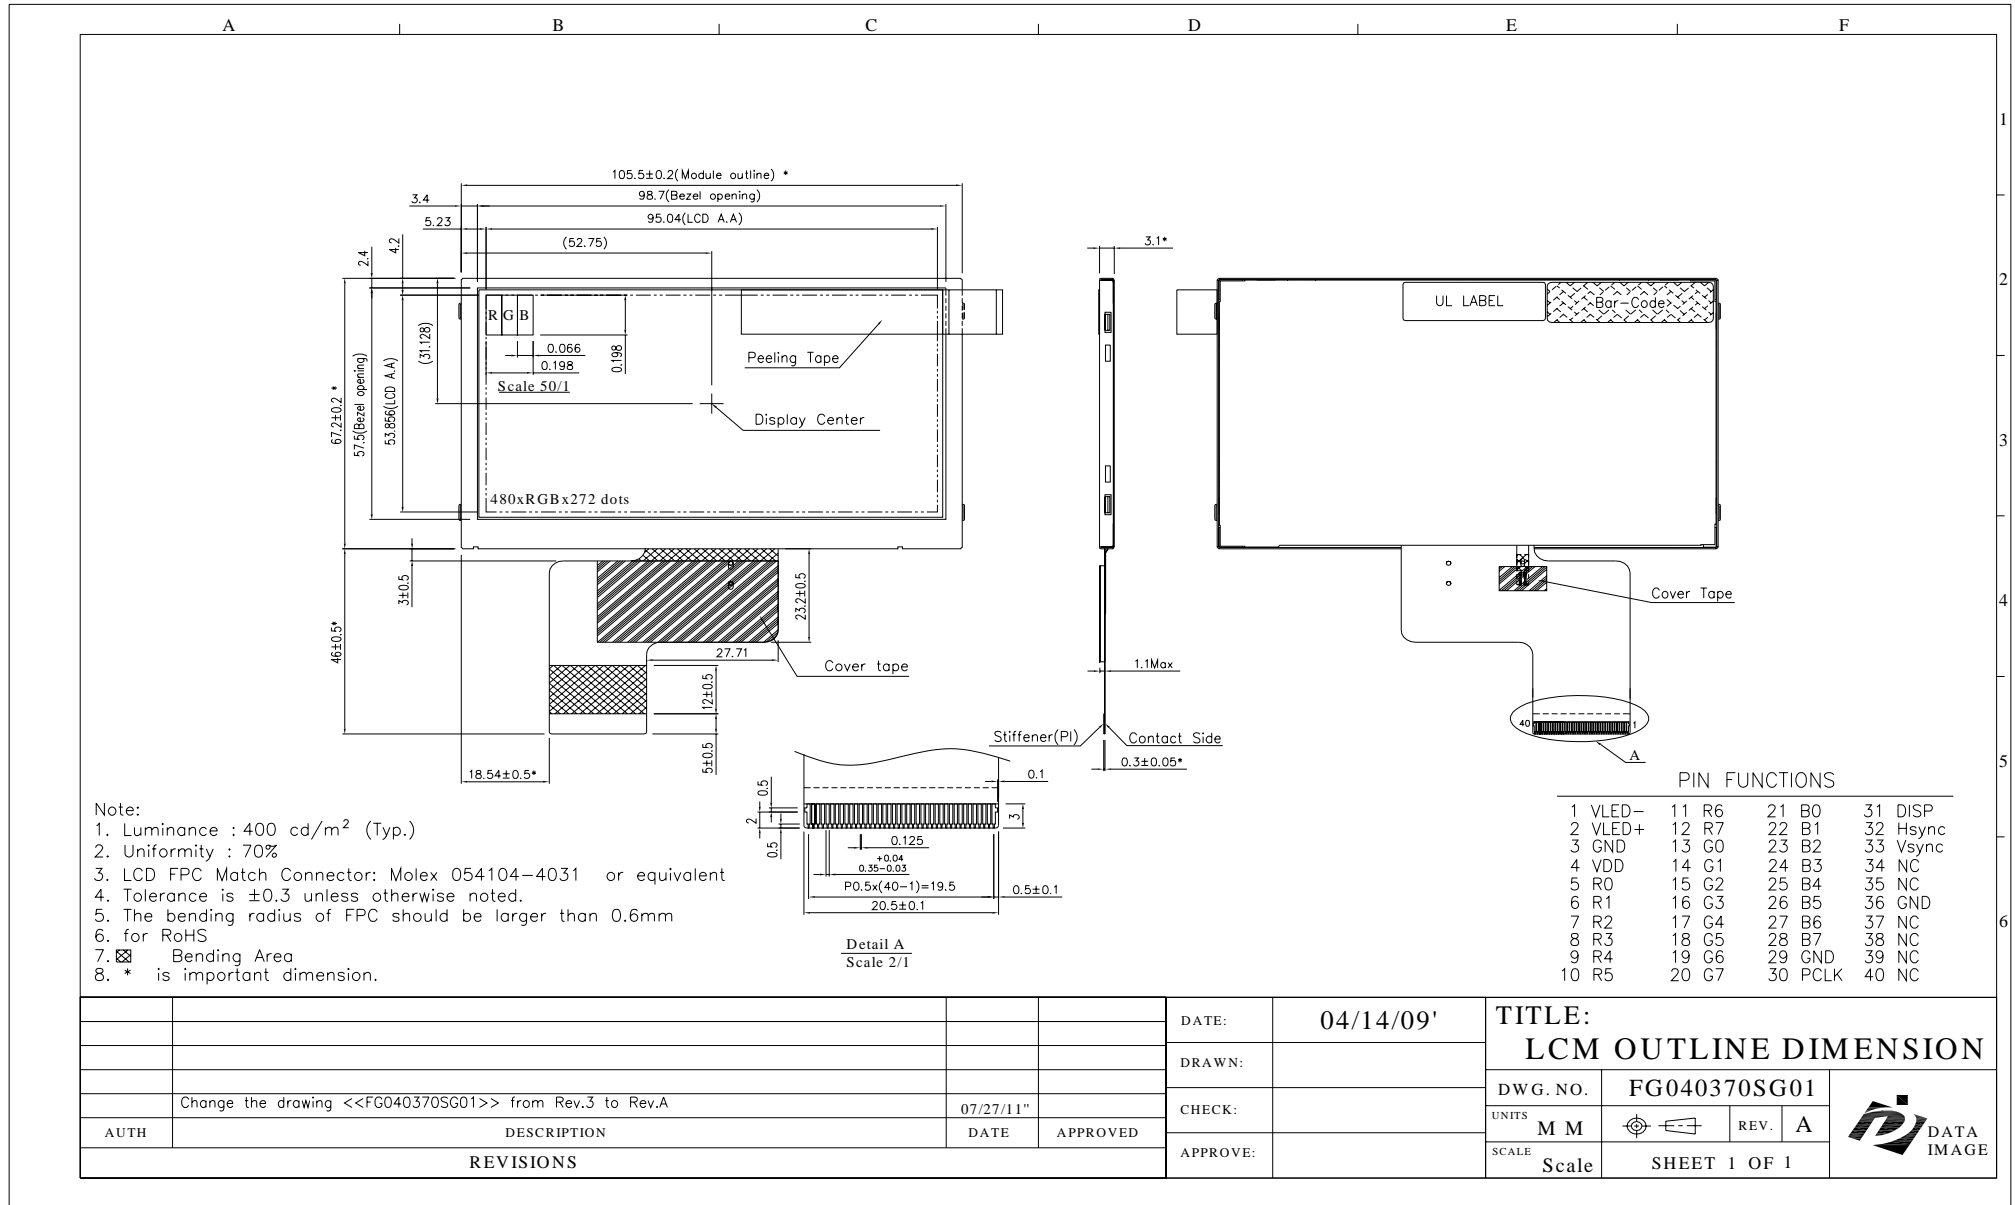 A B C D E F
1
2
3
4
5
6
105.5±0.2(Module outline) *
98.7(Bezel opening)
3.4
95.04(LCD A.A)
5.23
(52.75)
4.2
2.4
3.1*
UL LABEL
Bar-Code
R G B
(31.128)
0.066
0.198
0.198
Scale 50/1
Peeling Tape
Display Center
67.2±0.2 *
57.5(Bezel opening)
53.856(LCD A.A)
480xRGBx272 dots
3±0.5
23.2±0.5
46±0.5*
27.71
Cover tape
12±0.5
5±0.5
18.54±0.5*
1.1Max
Stiffener(PI)
Contact Side
0.3±0.05*
Cover Tape
40 1
A
0.1
0.5
2
0.5
3
0.125
+0.04
0.35-0.03
P0.5x(40-1)=19.5
0.5±0.1
20.5±0.1
Detail A
Scale 2/1
Note:
1. Luminance : 400 cd/m² (Typ.)
2. Uniformity : 70%
3. LCD FPC Match Connector: Molex 054104-4031 or equivalent
4. Tolerance is ±0.3 unless otherwise noted.
5. The bending radius of FPC should be larger than 0.6mm
6. for RoHS
7. Bending Area
8. * is important dimension.
PIN FUNCTIONS
1 VLED- 11 R6 21 B0 31 DISP
2 VLED+ 12 R7 22 B1 32 Hsync
3 GND 13 G0 23 B2 33 Vsync
4 VDD 14 G1 24 B3 34 NC
5 R0 15 G2 25 B4 35 NC
6 R1 16 G3 26 B5 36 GND
7 R2 17 G4 27 B6 37 NC
8 R3 18 G5 28 B7 38 NC
9 R4 19 G6 29 GND 39 NC
10 R5 20 G7 30 PCLK 40 NC
Change the drawing <<FG040370SG01>> from Rev.3 to Rev.A 07/27/11"
AUTH DESCRIPTION DATE APPROVED
REVISIONS
DATE: 04/14/09'
DRAWN:
CHECK:
APPROVE:
TITLE:
LCM OUTLINE DIMENSION
DWG. NO. FG040370SG01
UNITS MM REV. A
SCALE Scale SHEET 1 OF 1
DATA
IMAGE